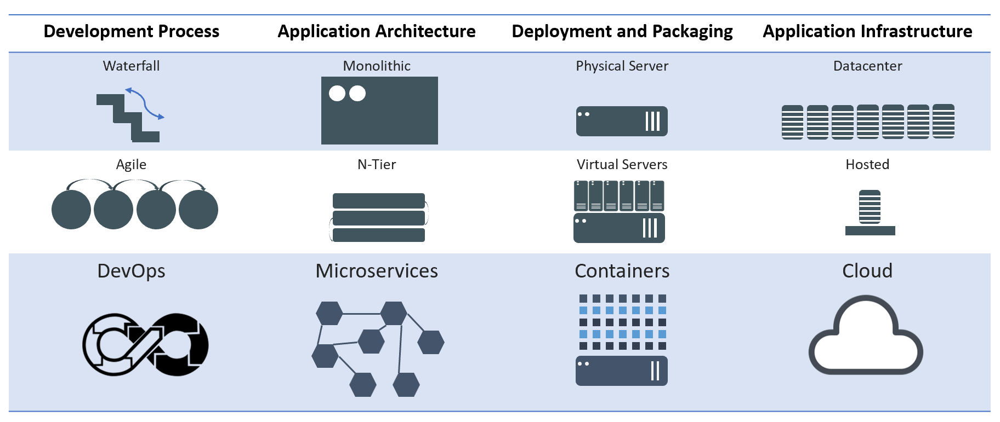 Development Process
Application Architecture
Deployment and Packaging
Application Infrastructure
Waterfall
Monolithic
Physical Server
Datacenter
Agile
N-Tier
Virtual Servers
Hosted
DevOps
Microservices
Containers
Cloud